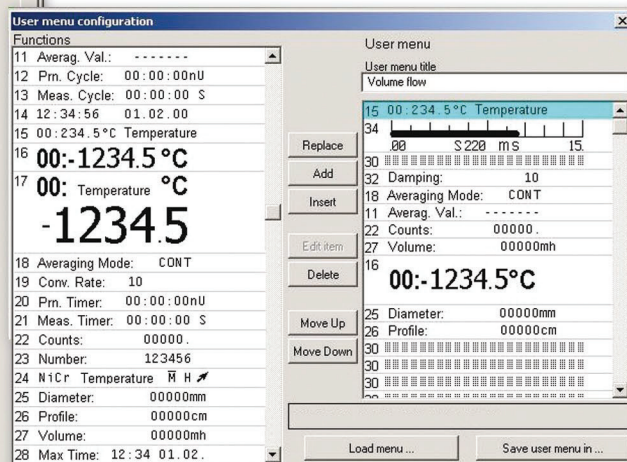 User menu configuration
Functions
11 Averag. Val.: -------
12 Prn. Cycle: 00:00:00nU
13 Meas. Cycle: 00:00:00 S
14 12:34:56 01.02.00
15 00:234.5°C Temperature
16 00:-1234.5 °C
17 00: Temperature °C
-1234.5
18 Averaging Mode: CONT
19 Conv. Rate: 10
20 Prn. Timer: 00:00:00nU
21 Meas. Timer: 00:00:00 S
22 Counts: 00000.
23 Number: 123456
24 NiCr Temperature M̅ H
25 Diameter: 00000mm
26 Profile: 00000cm
27 Volume: 00000mh
28 Max Time: 12:34 01.02.
Replace
Add
Insert
Edit item
Delete
Move Up
Move Down
User menu
User menu title
Volume flow
15 00:234.5°C Temperature
34
.00 S220 ms 15.
30
32 Damping: 10
18 Averaging Mode: CONT
11 Averag. Val.: -------
22 Counts: 00000.
27 Volume: 00000mh
16 00:-1234.5°C
25 Diameter: 00000mm
26 Profile: 00000cm
30
30
30
Load menu ...
Save user menu in ...